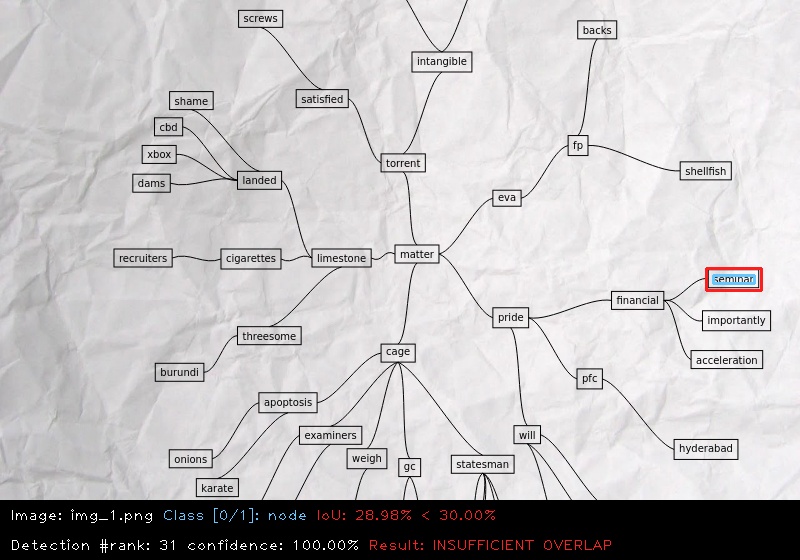 screws
backs
intangible
satisfied
shame
cbd
xbox
dams
landed
torrent
fp
shellfish
eva
recruiters
cigarettes
limestone
matter
seminar
financial
importantly
pride
acceleration
threesome
cage
burundi
pfc
apoptosis
examiners
will
hyderabad
onions
weigh
gc
statesman
karate
Image: img_1.png Class [0/1]: node IoU: 28.98% < 30.00%
Detection #rank: 31 confidence: 100.00% Result: INSUFFICIENT OVERLAP